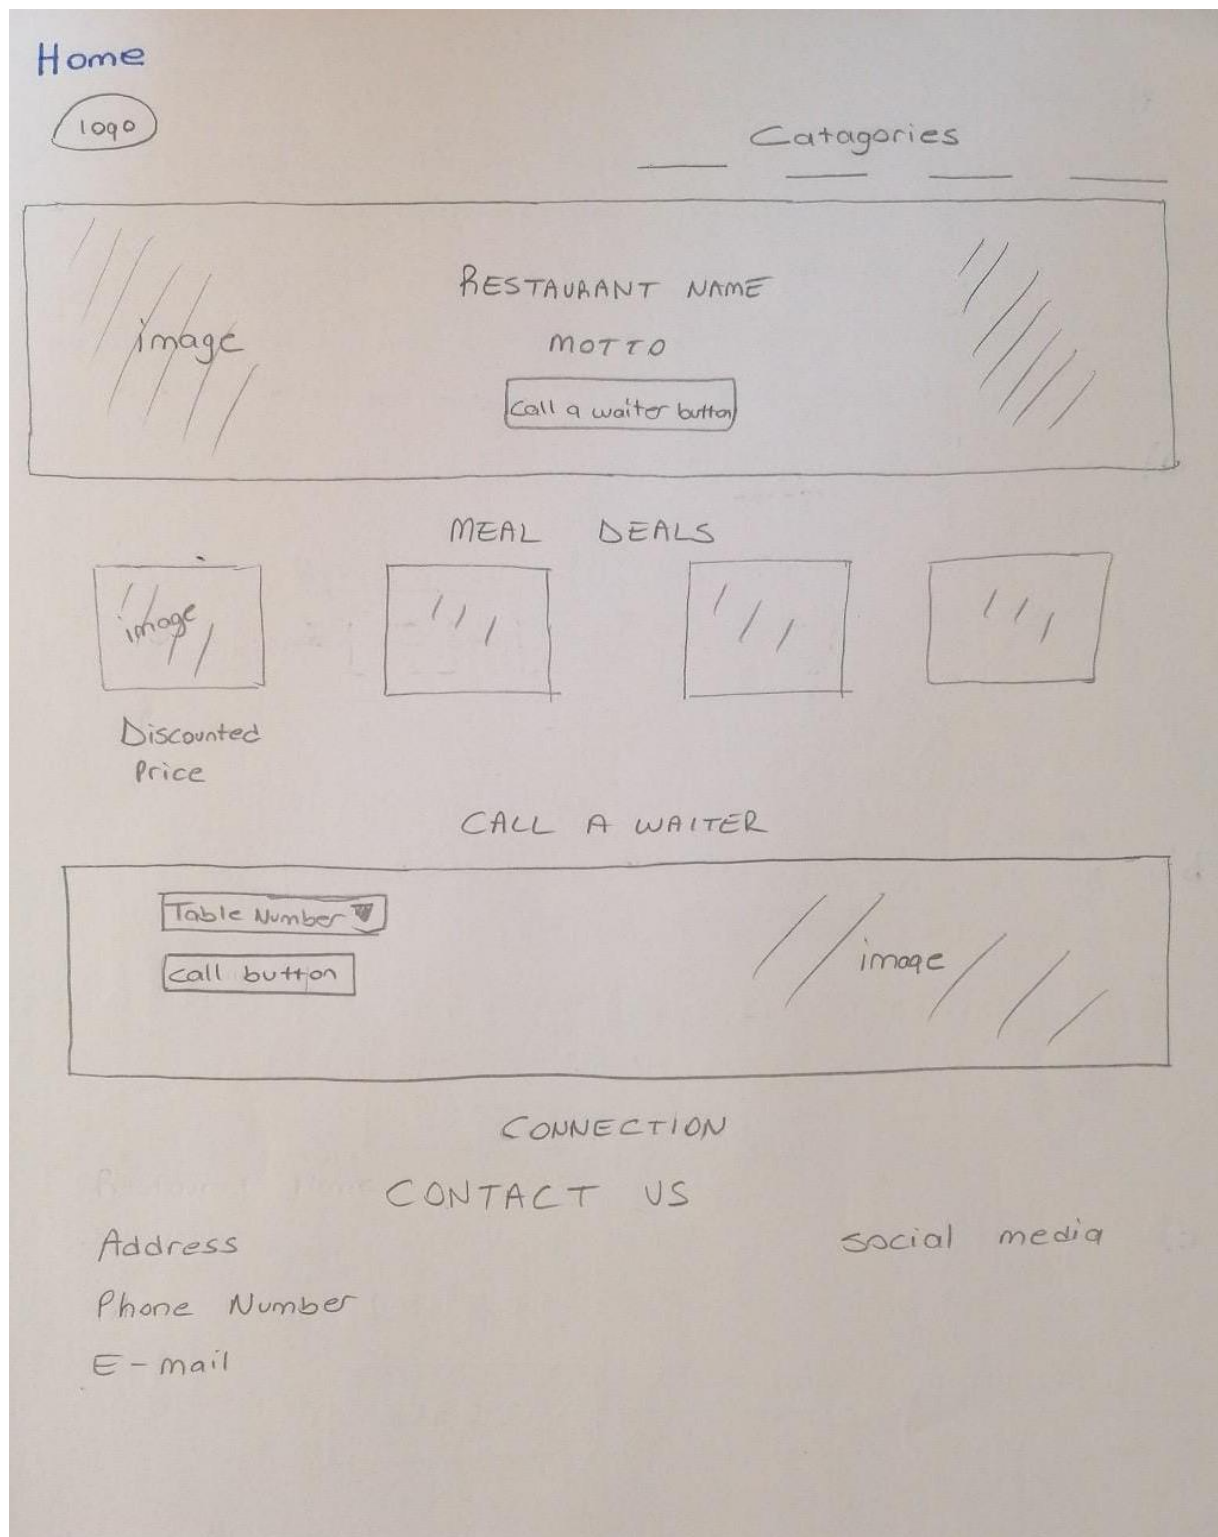 Home
logo
Catagories
RESTAURANT NAME
image
MOTTO
Call a waiter button
MEAL DEALS
image
Discounted
Price
CALL A WAITER
Table Number
call button
image
CONNECTION
CONTACT US
Address
social media
Phone Number
E-mail